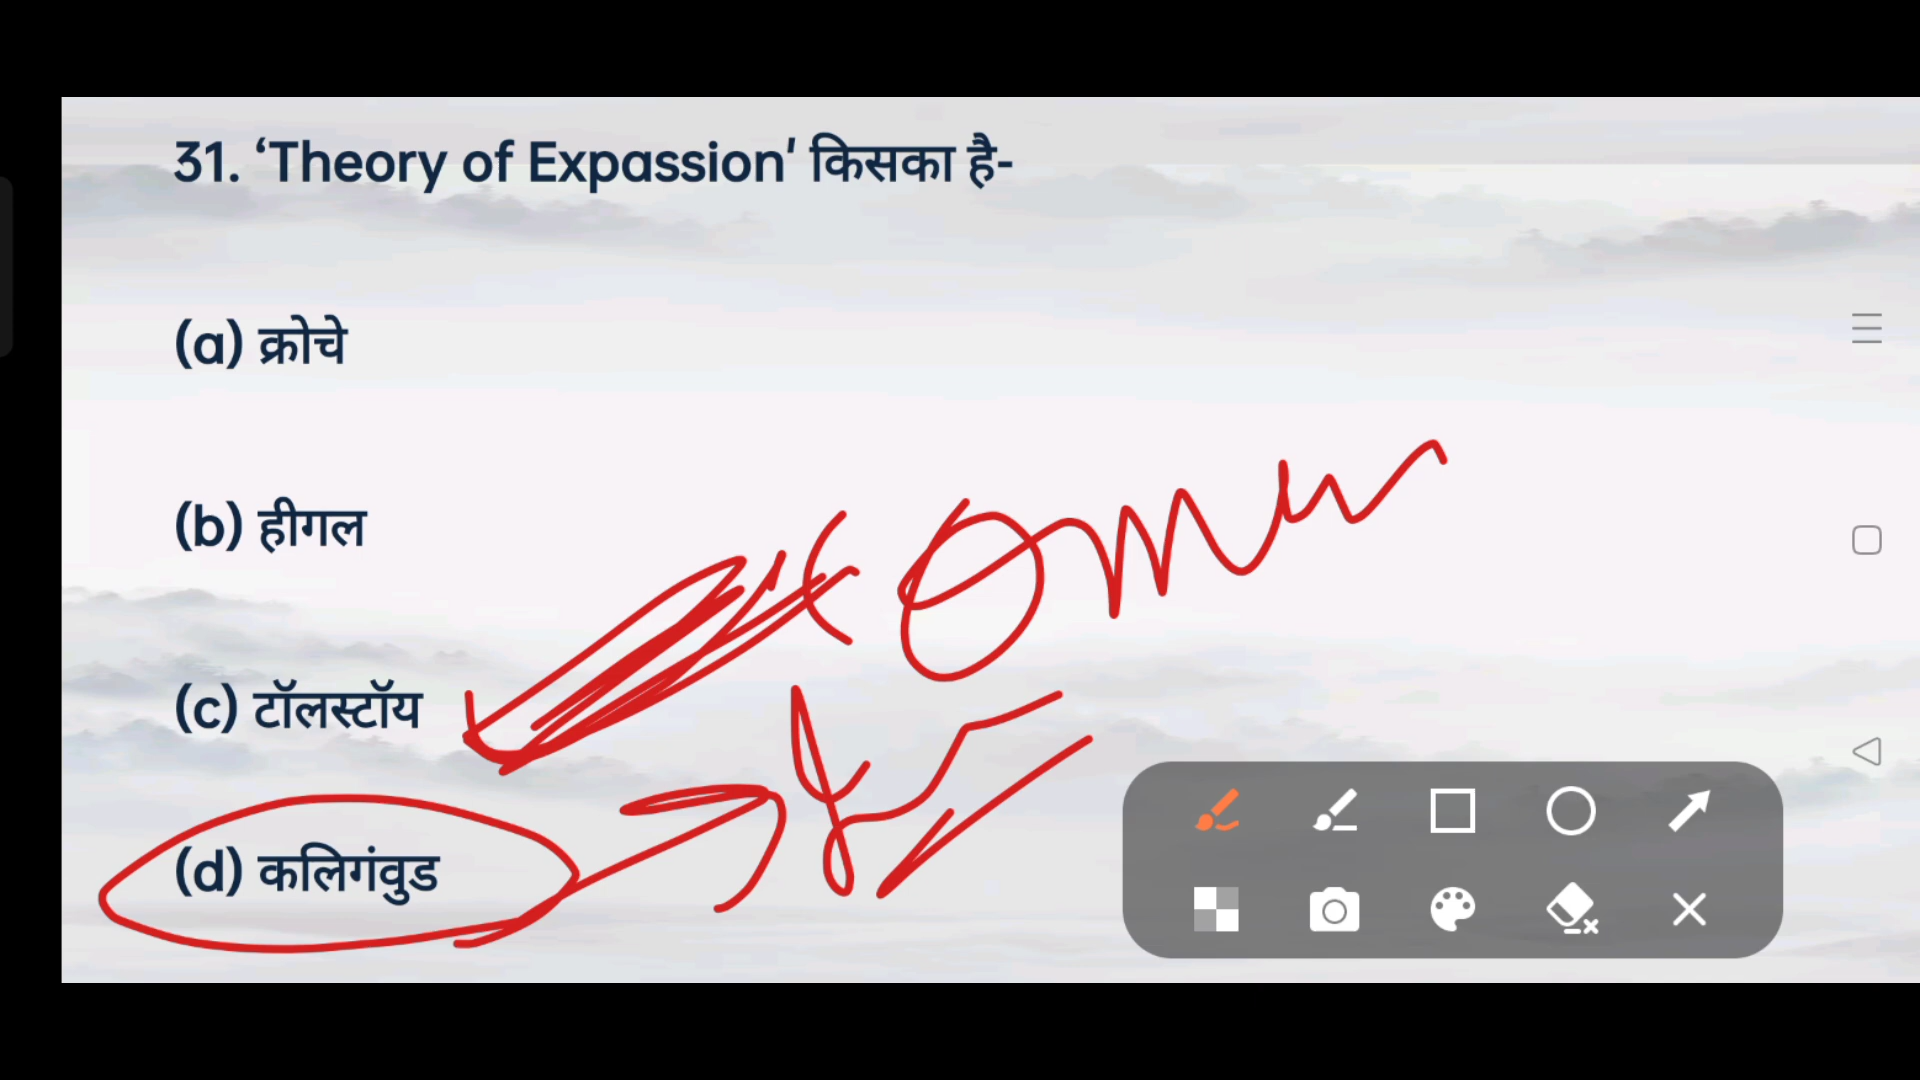 31. ‘Theory of Expassion’ किसका है-
(a) क्रोचे
(b) हीगल
(c) टॉलस्टॉय
(d) कलिगंवुड